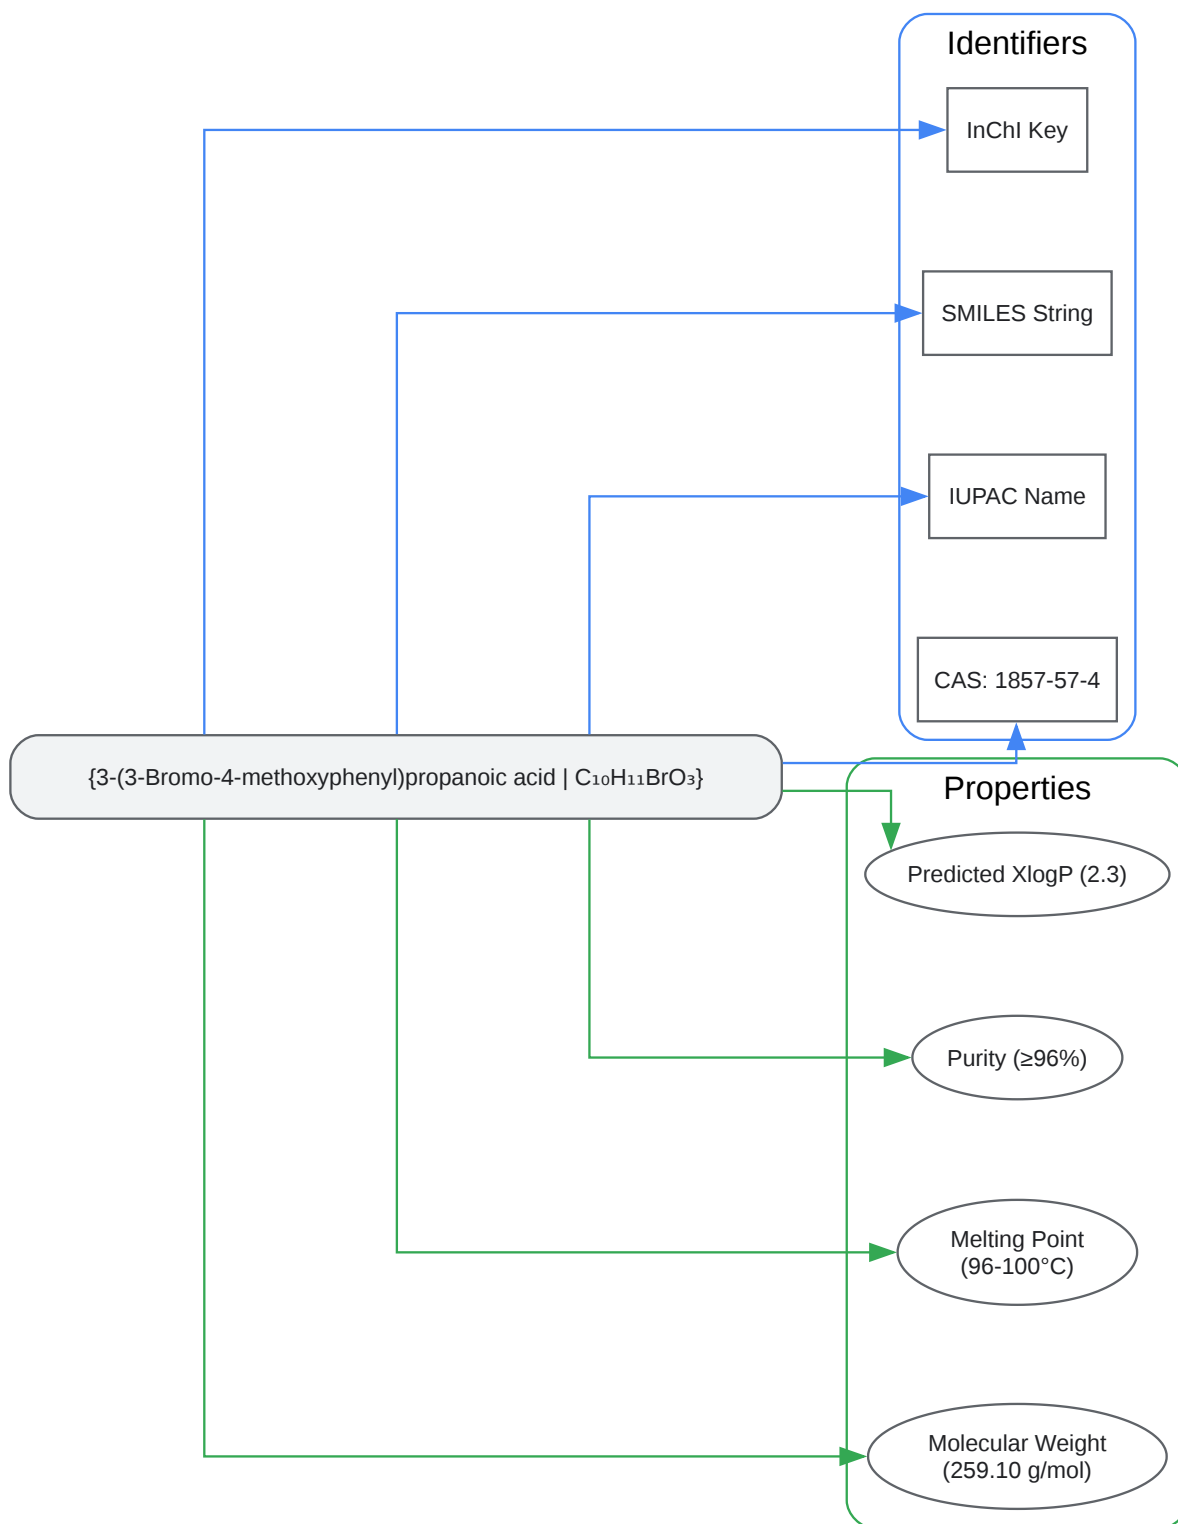 Identifiers
InChI Key
SMILES String
IUPAC Name
CAS: 1857-57-4
{3-(3-Bromo-4-methoxyphenyl)propanoic acid | C₁₀H₁₁BrO₃}
Properties
Predicted XlogP (2.3)
Purity (≥96%)
Melting Point
(96-100°C)
Molecular Weight
(259.10 g/mol)